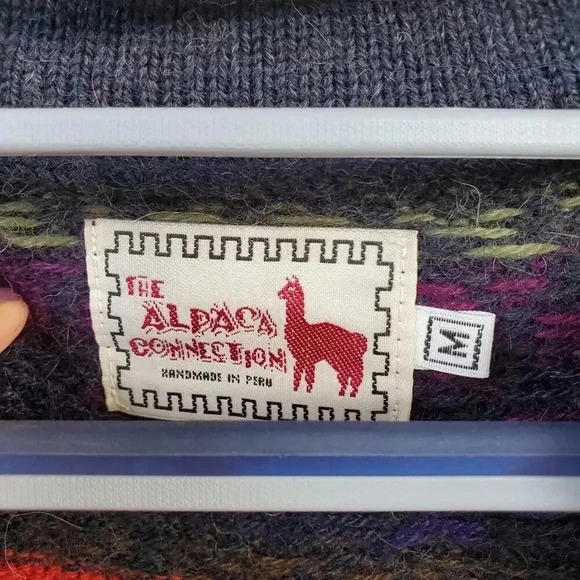 THE
ALPACA
CONNECTION
HANDMADE IN PERU
M